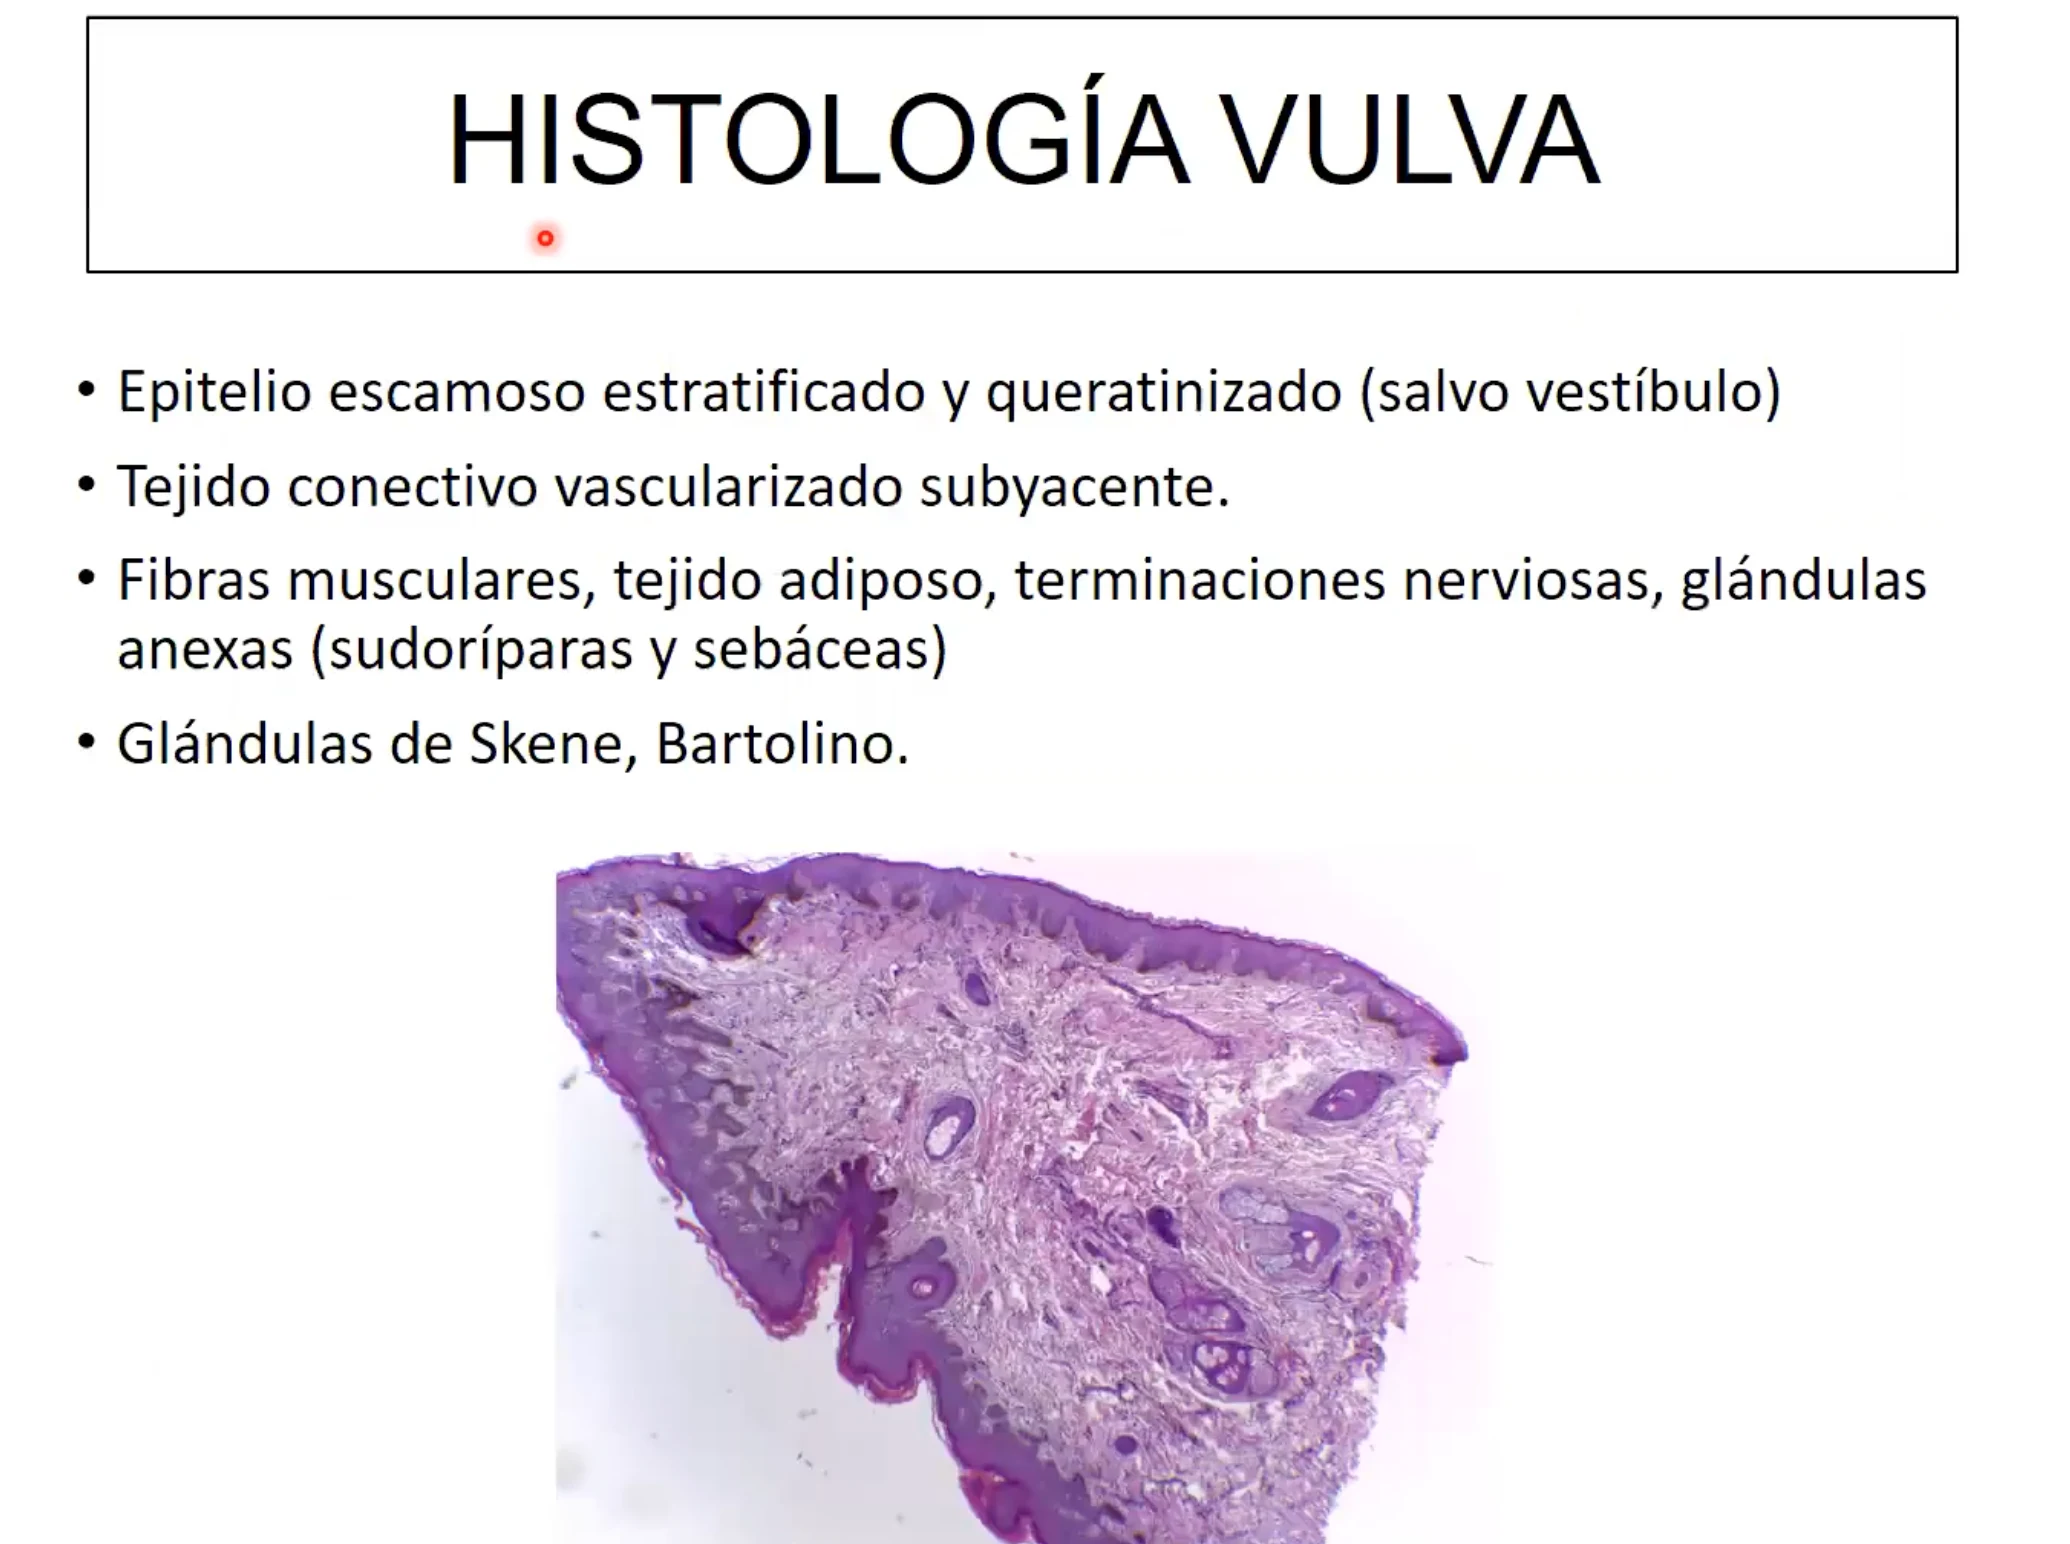 HISTOLOGÍA VULVA
• Epitelio escamoso estratificado y queratinizado (salvo vestíbulo)
• Tejido conectivo vascularizado subyacente.
• Fibras musculares, tejido adiposo, terminaciones nerviosas, glándulas
anexas (sudoríparas y sebáceas)
• Glándulas de Skene, Bartolino.